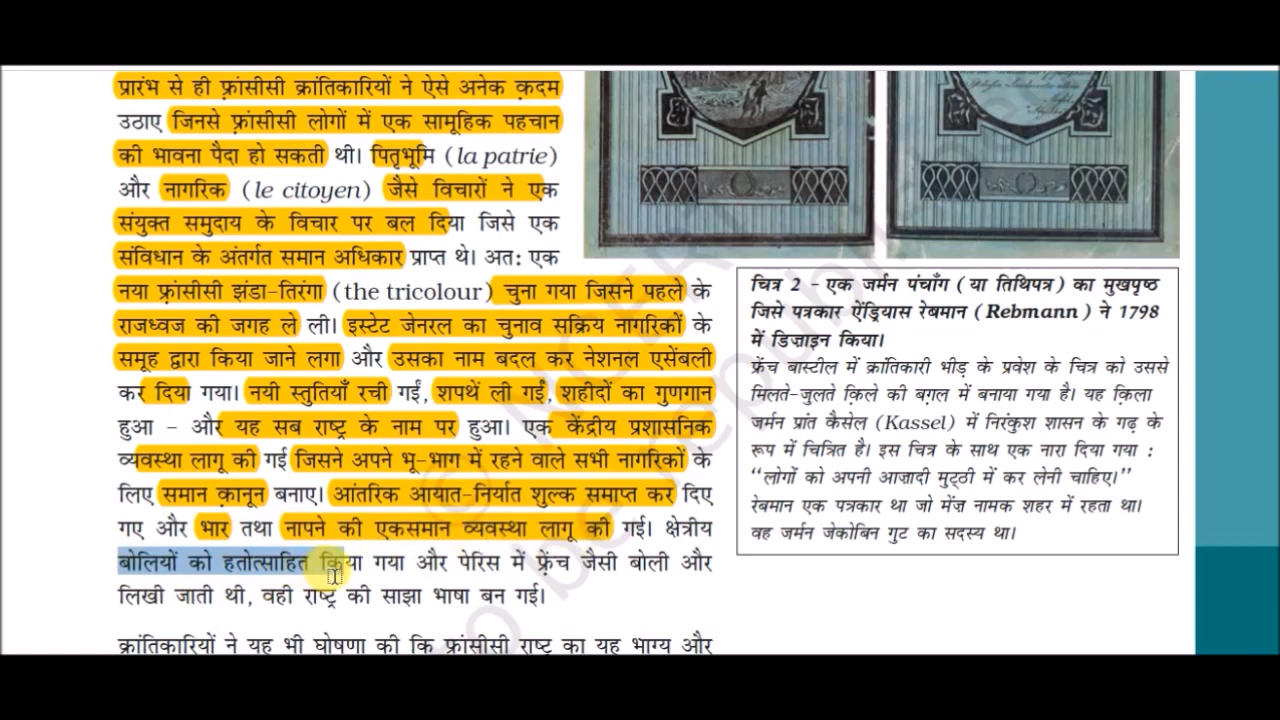 प्रारंभ से ही फ़्रांसीसी क्रांतिकारियों ने ऐसे अनेक क़दम
उठाए जिनसे फ़्रांसीसी लोगों में एक सामूहिक पहचान
की भावना पैदा हो सकती थी। पितृभूमि (la patrie)
और नागरिक (le citoyen) जैसे विचारों ने एक
संयुक्त समुदाय के विचार पर बल दिया जिसे एक
संविधान के अंतर्गत समान अधिकार प्राप्त थे। अत: एक
नया फ़्रांसीसी झंडा-तिरंगा (the tricolour) चुना गया जिसने पहले के
राजध्वज की जगह ले ली। इस्टेट जेनरल का चुनाव सक्रिय नागरिकों के
समूह द्वारा किया जाने लगा और उसका नाम बदल कर नेशनल एसेंबली
कर दिया गया। नयी स्तुतियाँ रची गईं, शपथें ली गईं, शहीदों का गुणगान
हुआ – और यह सब राष्ट्र के नाम पर हुआ। एक केंद्रीय प्रशासनिक
व्यवस्था लागू की गई जिसने अपने भू-भाग में रहने वाले सभी नागरिकों के
लिए समान क़ानून बनाए। आंतरिक आयात-निर्यात शुल्क समाप्त कर दिए
गए और भार तथा नापने की एकसमान व्यवस्था लागू की गई। क्षेत्रीय
बोलियों को हतोत्साहित किया गया और पेरिस में फ़्रेंच जैसी बोली और
लिखी जाती थी, वही राष्ट्र की साझा भाषा बन गई।
क्रांतिकारियों ने यह भी घोषणा की कि फ़्रांसीसी राष्ट्र का यह भाग्य और
चित्र 2 – एक जर्मन पंचाँग (या तिथिपत्र) का मुखपृष्ठ
जिसे पत्रकार ऐंड्रियास रेबमान (Rebmann) ने 1798
में डिज़ाइन किया।
फ़्रेंच बास्टील में क्रांतिकारी भीड़ के प्रवेश के चित्र को उससे
मिलते-जुलते क़िले की बग़ल में बनाया गया है। यह क़िला
जर्मन प्रांत कैसेल (Kassel) में निरंकुश शासन के गढ़ के
रूप में चित्रित है। इस चित्र के साथ एक नारा दिया गया :
“लोगों को अपनी आज़ादी मुट्ठी में कर लेनी चाहिए।”
रेबमान एक पत्रकार था जो मेंज़ नामक शहर में रहता था।
वह जर्मन जेकोबिन गुट का सदस्य था।